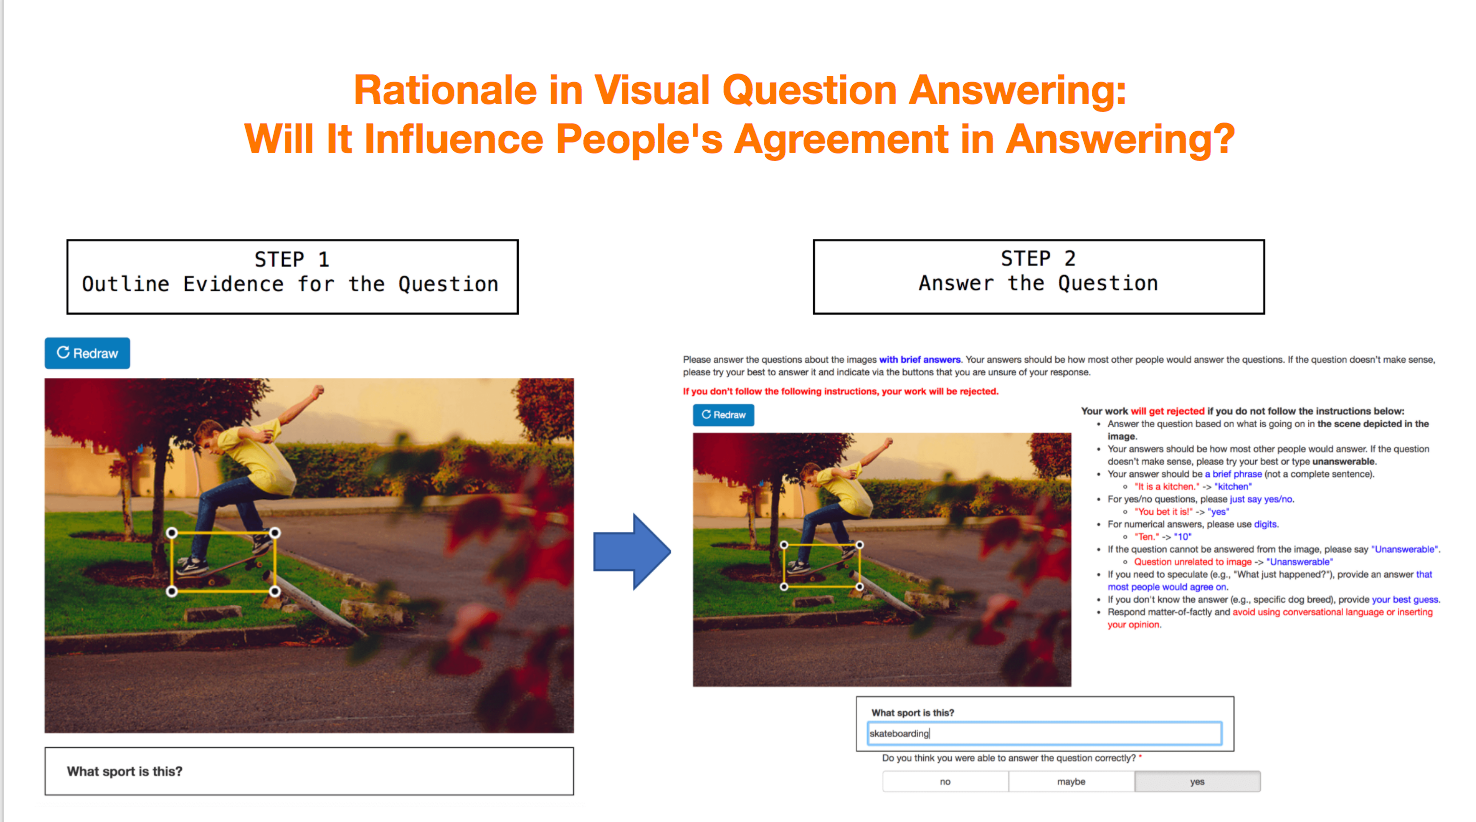 Rationale in Visual Question Answering:
Will It Influence People's Agreement in Answering?
STEP 1
Outline Evidence for the Question
Redraw
What sport is this?
STEP 2
Answer the Question
Please answer the questions about the images with brief answers. Your answers should be how most other people would answer the questions. If the question doesn't make sense,
please try your best to answer it and indicate via the buttons that you are unsure of your response.
If you don't follow the following instructions, your work will be rejected.
Redraw
Your work will get rejected if you do not follow the instructions below:
• Answer the question based on what is going on in the scene depicted in the
image.
• Your answers should be how most other people would answer. If the question
doesn't make sense, please try your best or type unanswerable.
• Your answer should be a brief phrase (not a complete sentence).
◦ "It is a kitchen." -> "kitchen"
• For yes/no questions, please just say yes/no.
◦ "You bet it is!" -> "yes"
• For numerical answers, please use digits.
◦ "Ten." -> "10"
• If the question cannot be answered from the image, please say "Unanswerable".
◦ Question unrelated to image -> "Unanswerable"
• If you need to speculate (e.g., "What just happened?"), provide an answer that
most people would agree on.
• If you don't know the answer (e.g., specific dog breed), provide your best guess.
• Respond matter-of-factly and avoid using conversational language or inserting
your opinion.
What sport is this?
skateboarding
Do you think you were able to answer the question correctly? *
no maybe yes